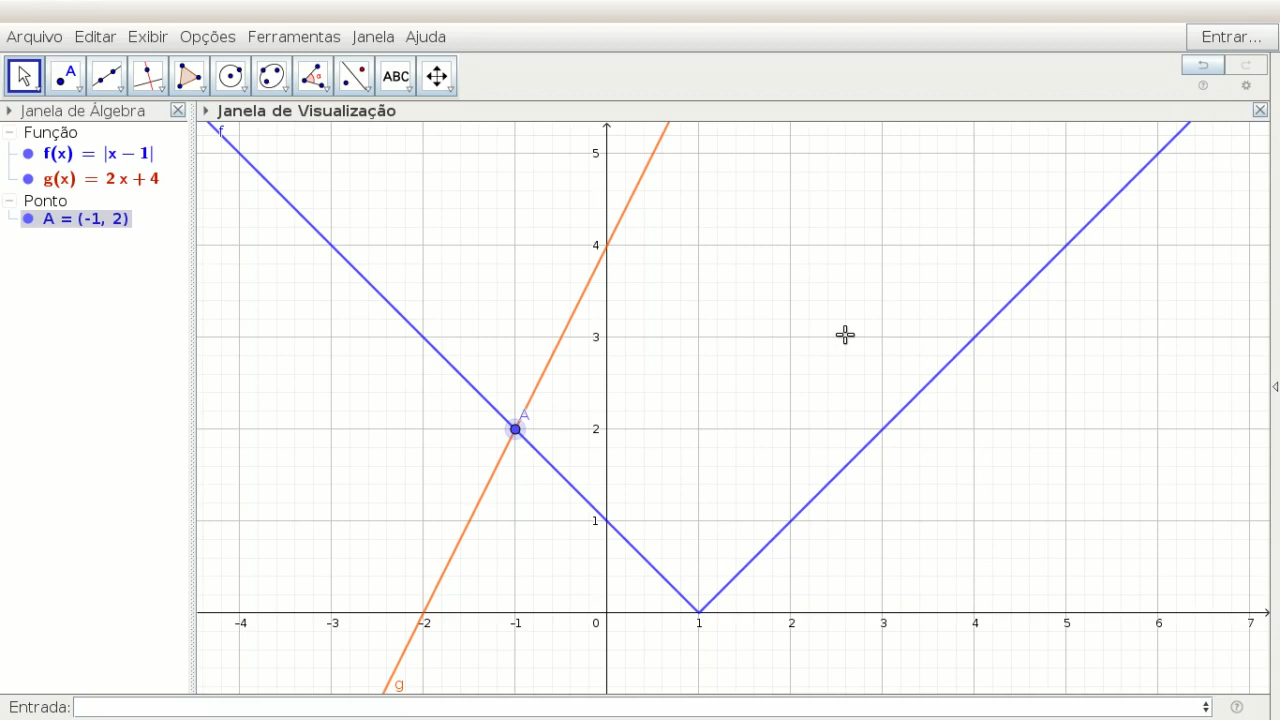 Arquivo Editar Exibir Opções Ferramentas Janela Ajuda Entrar...
A ABC
Janela de Álgebra
Janela de Visualização
Função
f(x) = |x − 1|
g(x) = 2 x + 4
Ponto
A = (-1, 2)
f
5
4
3
A
2
1
-4 -3 -2 -1 0 1 2 3 4 5 6 7
g
Entrada: